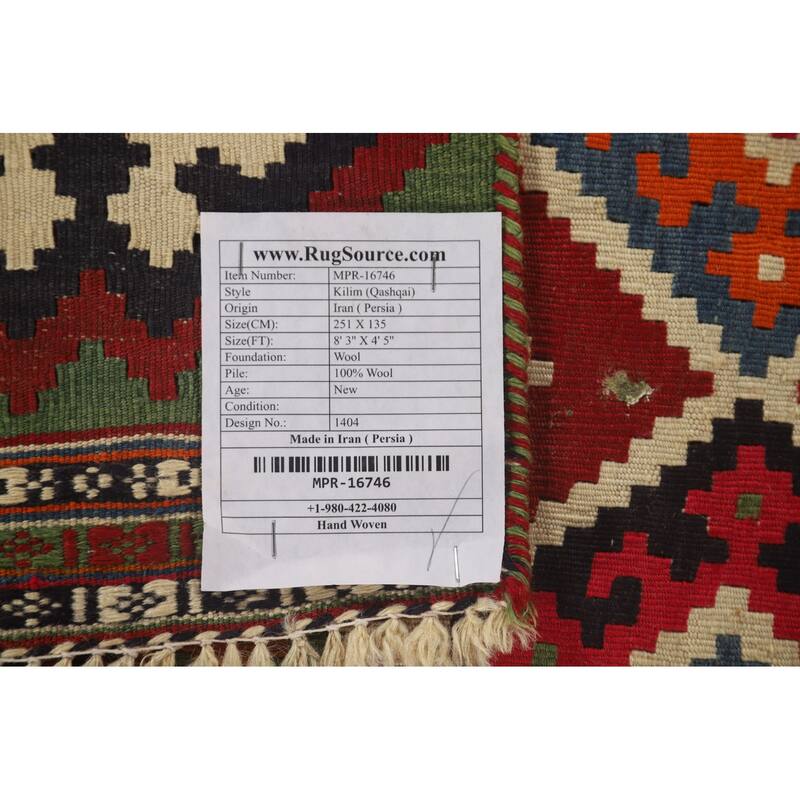 www.RugSource.com
Item Number: MPR-16746
Style Kilim (Qashqai)
Origin Iran ( Persia )
Size(CM): 251 X 135
Size(FT): 8' 3" X 4' 5"
Foundation: Wool
Pile: 100% Wool
Age: New
Condition:
Design No.: 1404
Made in Iran ( Persia )
MPR-16746
+1-980-422-4080
Hand Woven